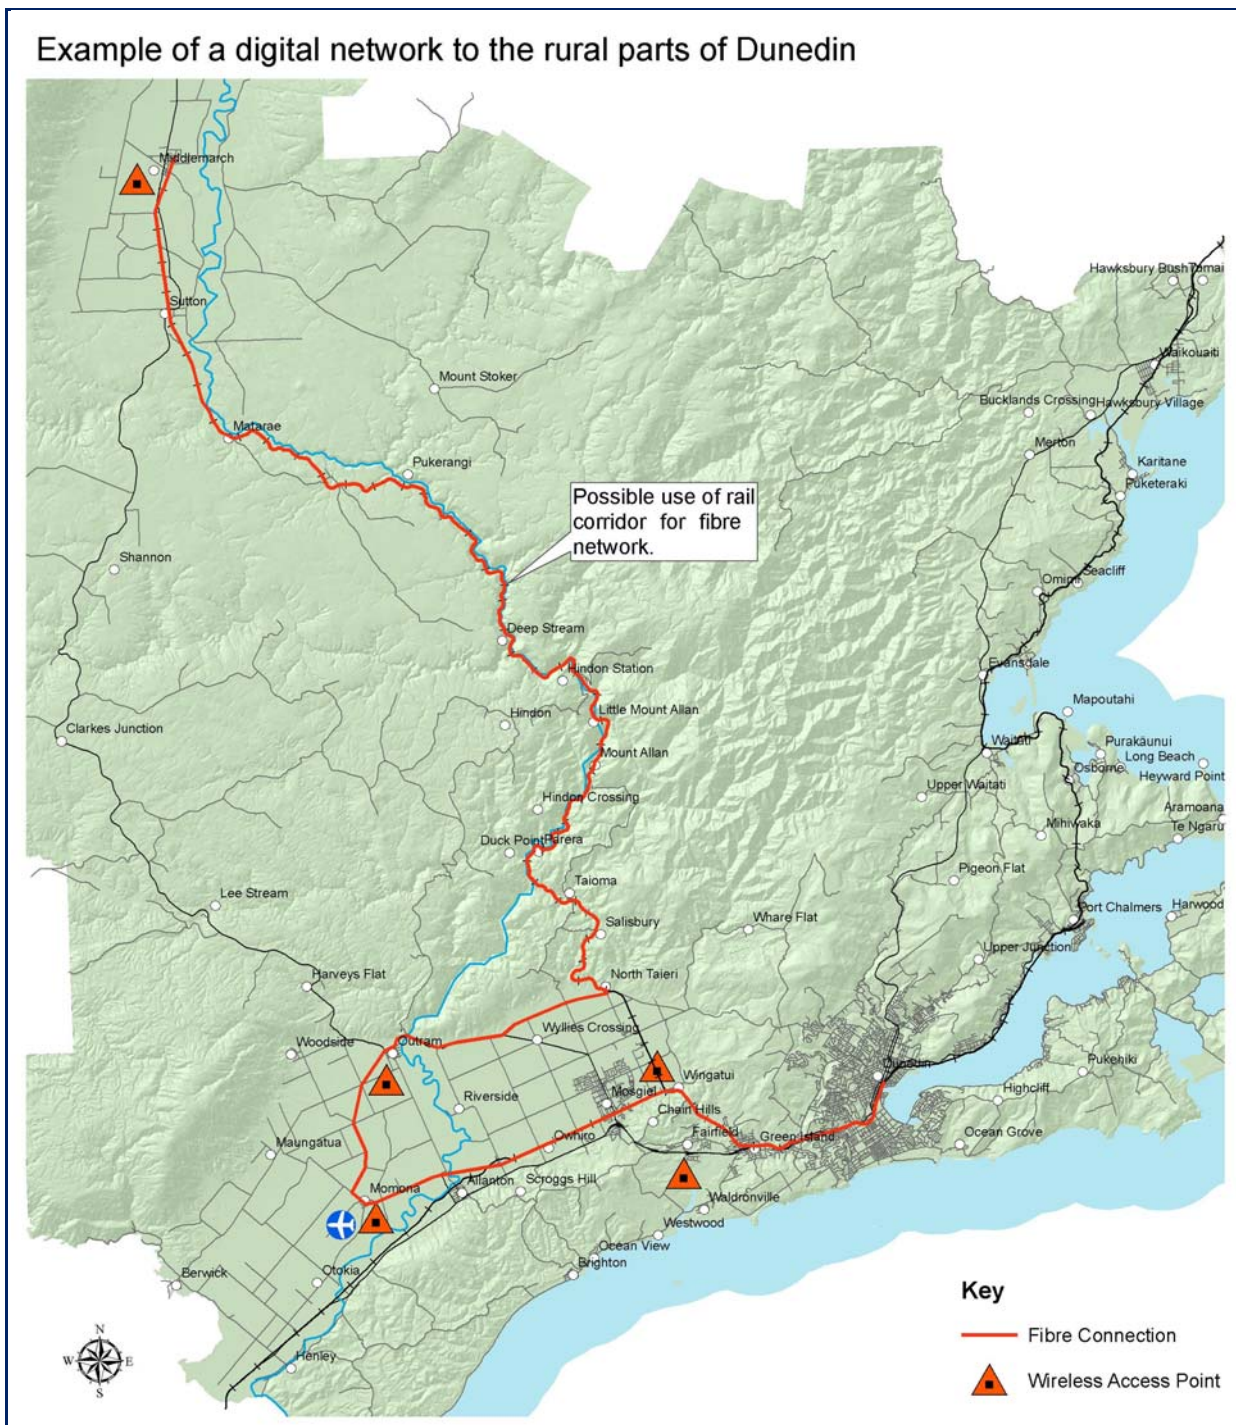 Example of a digital network to the rural parts of Dunedin
Middlemarch
Hawksbury Bush
Tumai
Sutton
Waikouaiti
Mount Stoker
Bucklands Crossing
Hawksbury Village
Matarae
Merton
Pukerangi
Karitane
Puketeraki
Possible use of rail
corridor for fibre
network.
Shannon
Seacliff
Omimi
Deep Stream
Evansdale
Hindon Station
Mapoutahi
Little Mount Allan
Hindon
Clarkes Junction
Waitati
Purakāunui
Mount Allan
Long Beach
Osborne
Heyward Point
Upper Waitati
Hindon Crossing
Aramoana
Mihiwaka
Te Ngaru
Duck Point
Parera
Pigeon Flat
Taioma
Lee Stream
Port Chalmers
Harwood
Whare Flat
Salisbury
Upper Junction
Harveys Flat
North Taieri
Wyllies Crossing
Woodside
Outram
Pukehiki
Dunedin
Wingatui
Highcliff
Mosgiel
Riverside
Chain Hills
Fairfield
Green Island
Owhiro
Ocean Grove
Maungatua
Scroggs Hill
Momona
Allanton
Waldronville
Westwood
Ocean View
Brighton
Berwick
Otokia
Henley
N
W
E
S
Key
Fibre Connection
Wireless Access Point